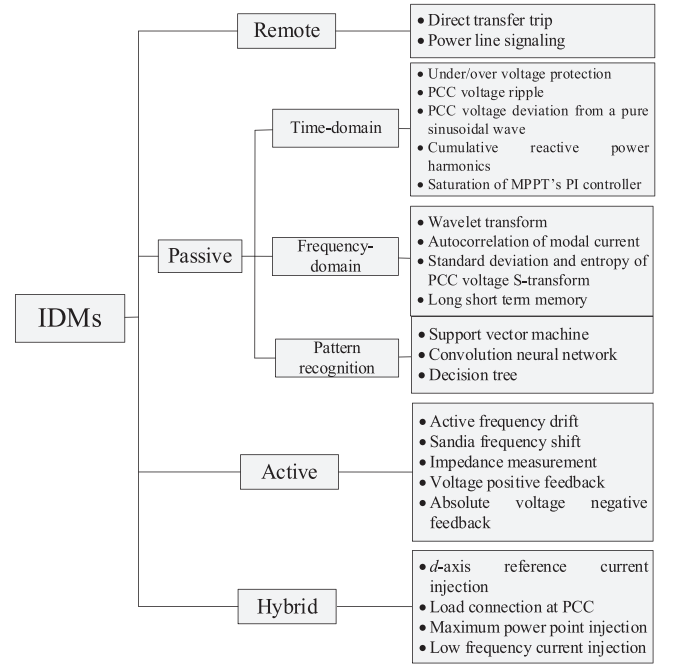 IDMs
Remote
• Direct transfer trip
• Power line signaling
Passive
Time-domain
• Under/over voltage protection
• PCC voltage ripple
• PCC voltage deviation from a pure
sinusoidal wave
• Cumulative reactive power
harmonics
• Saturation of MPPT's PI controller
Frequency-
domain
• Wavelet transform
• Autocorrelation of modal current
• Standard deviation and entropy of
PCC voltage S-transform
• Long short term memory
Pattern
recognition
• Support vector machine
• Convolution neural network
• Decision tree
Active
• Active frequency drift
• Sandia frequency shift
• Impedance measurement
• Voltage positive feedback
• Absolute voltage negative
feedback
Hybrid
• d-axis reference current
injection
• Load connection at PCC
• Maximum power point injection
• Low frequency current injection